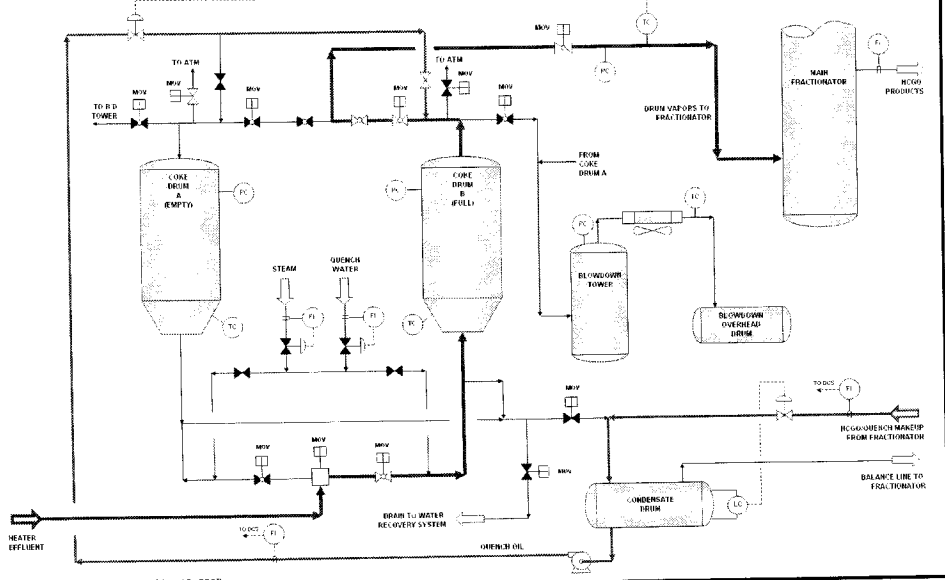 MOV
TC
TO ATM
TO ATM
FI
MAIN
FRACTIONATOR
HCGO
PRODUCTS
PC
MOV
MOV
MOV
MOV
MOV
MOV
TO B D
TOWER
DRUM VAPORS TO
FRACTIONATOR
FROM
COKE
DRUM A
COKE
DRUM
A
(EMPTY)
PC
PC
COKE
DRUM
B
(FULL)
TC
PC
STEAM
QUENCH
WATER
BLOWDOWN
TOWER
FI
FI
TC
TC
BLOWDOWN
OVERHEAD
DRUM
MOV
TO DCS
FI
HCGO/QUENCH MAKEUP
FROM FRACTIONATOR
MOV
MOV
MOV
MOV
BALANCE LINE TO
FRACTIONATOR
CONDENSATE
DRUM
LC
DRAIN TO WATER
RECOVERY SYSTEM
HEATER
EFFLUENT
TO DCS
FI
QUENCH OIL